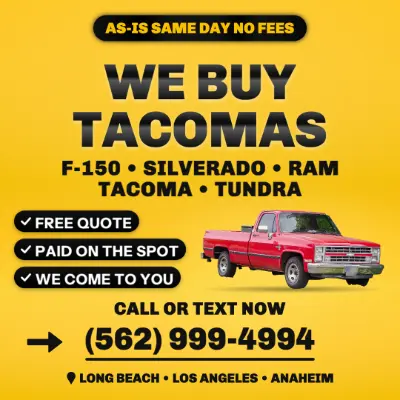 AS-IS SAME DAY NO FEES
WE BUY
TACOMAS
F-150 • SILVERADO • RAM
TACOMA • TUNDRA
FREE QUOTE
PAID ON THE SPOT
WE COME TO YOU
CALL OR TEXT NOW
(562) 999-4994
LONG BEACH • LOS ANGELES • ANAHEIM